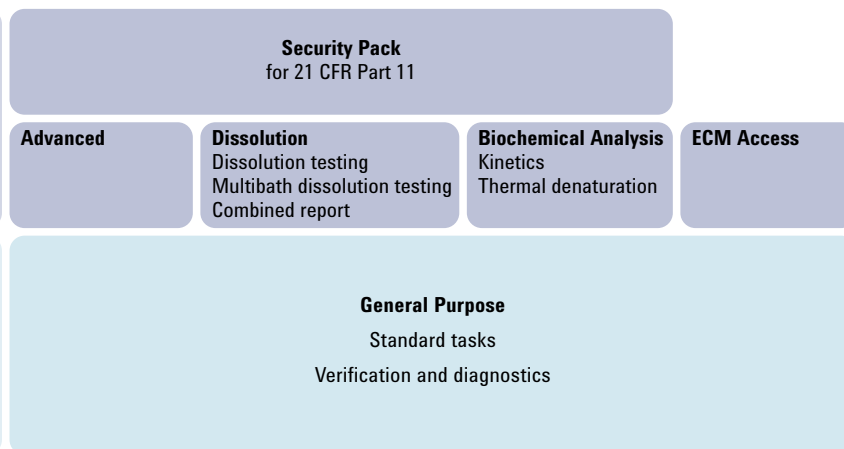 Security Pack
for 21 CFR Part 11
Advanced
Dissolution
Dissolution testing
Multibath dissolution testing
Combined report
Biochemical Analysis
Kinetics
Thermal denaturation
ECM Access
General Purpose
Standard tasks
Verification and diagnostics